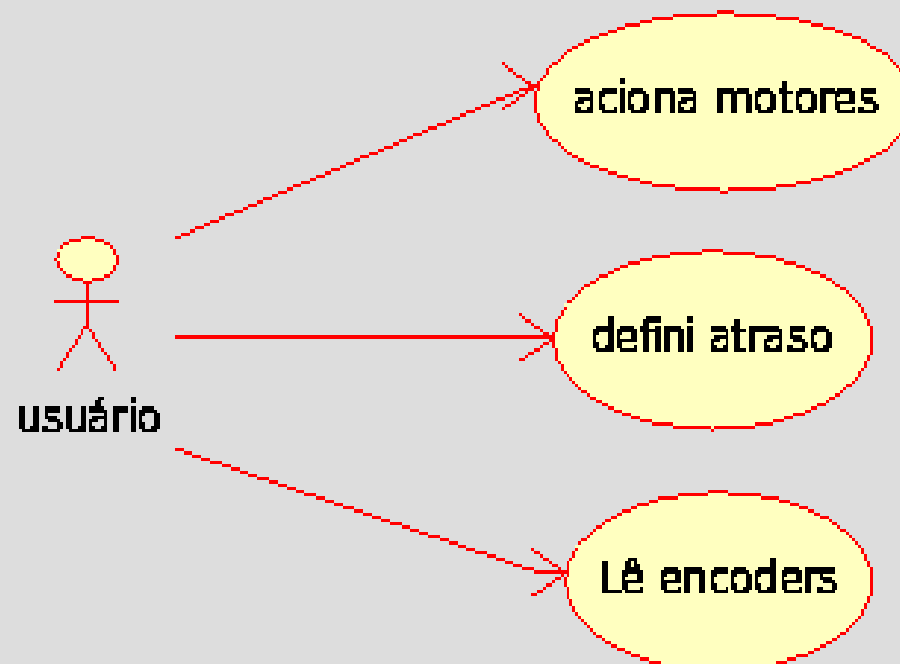 aciona motores
defini atraso
usuário
Lê encoders